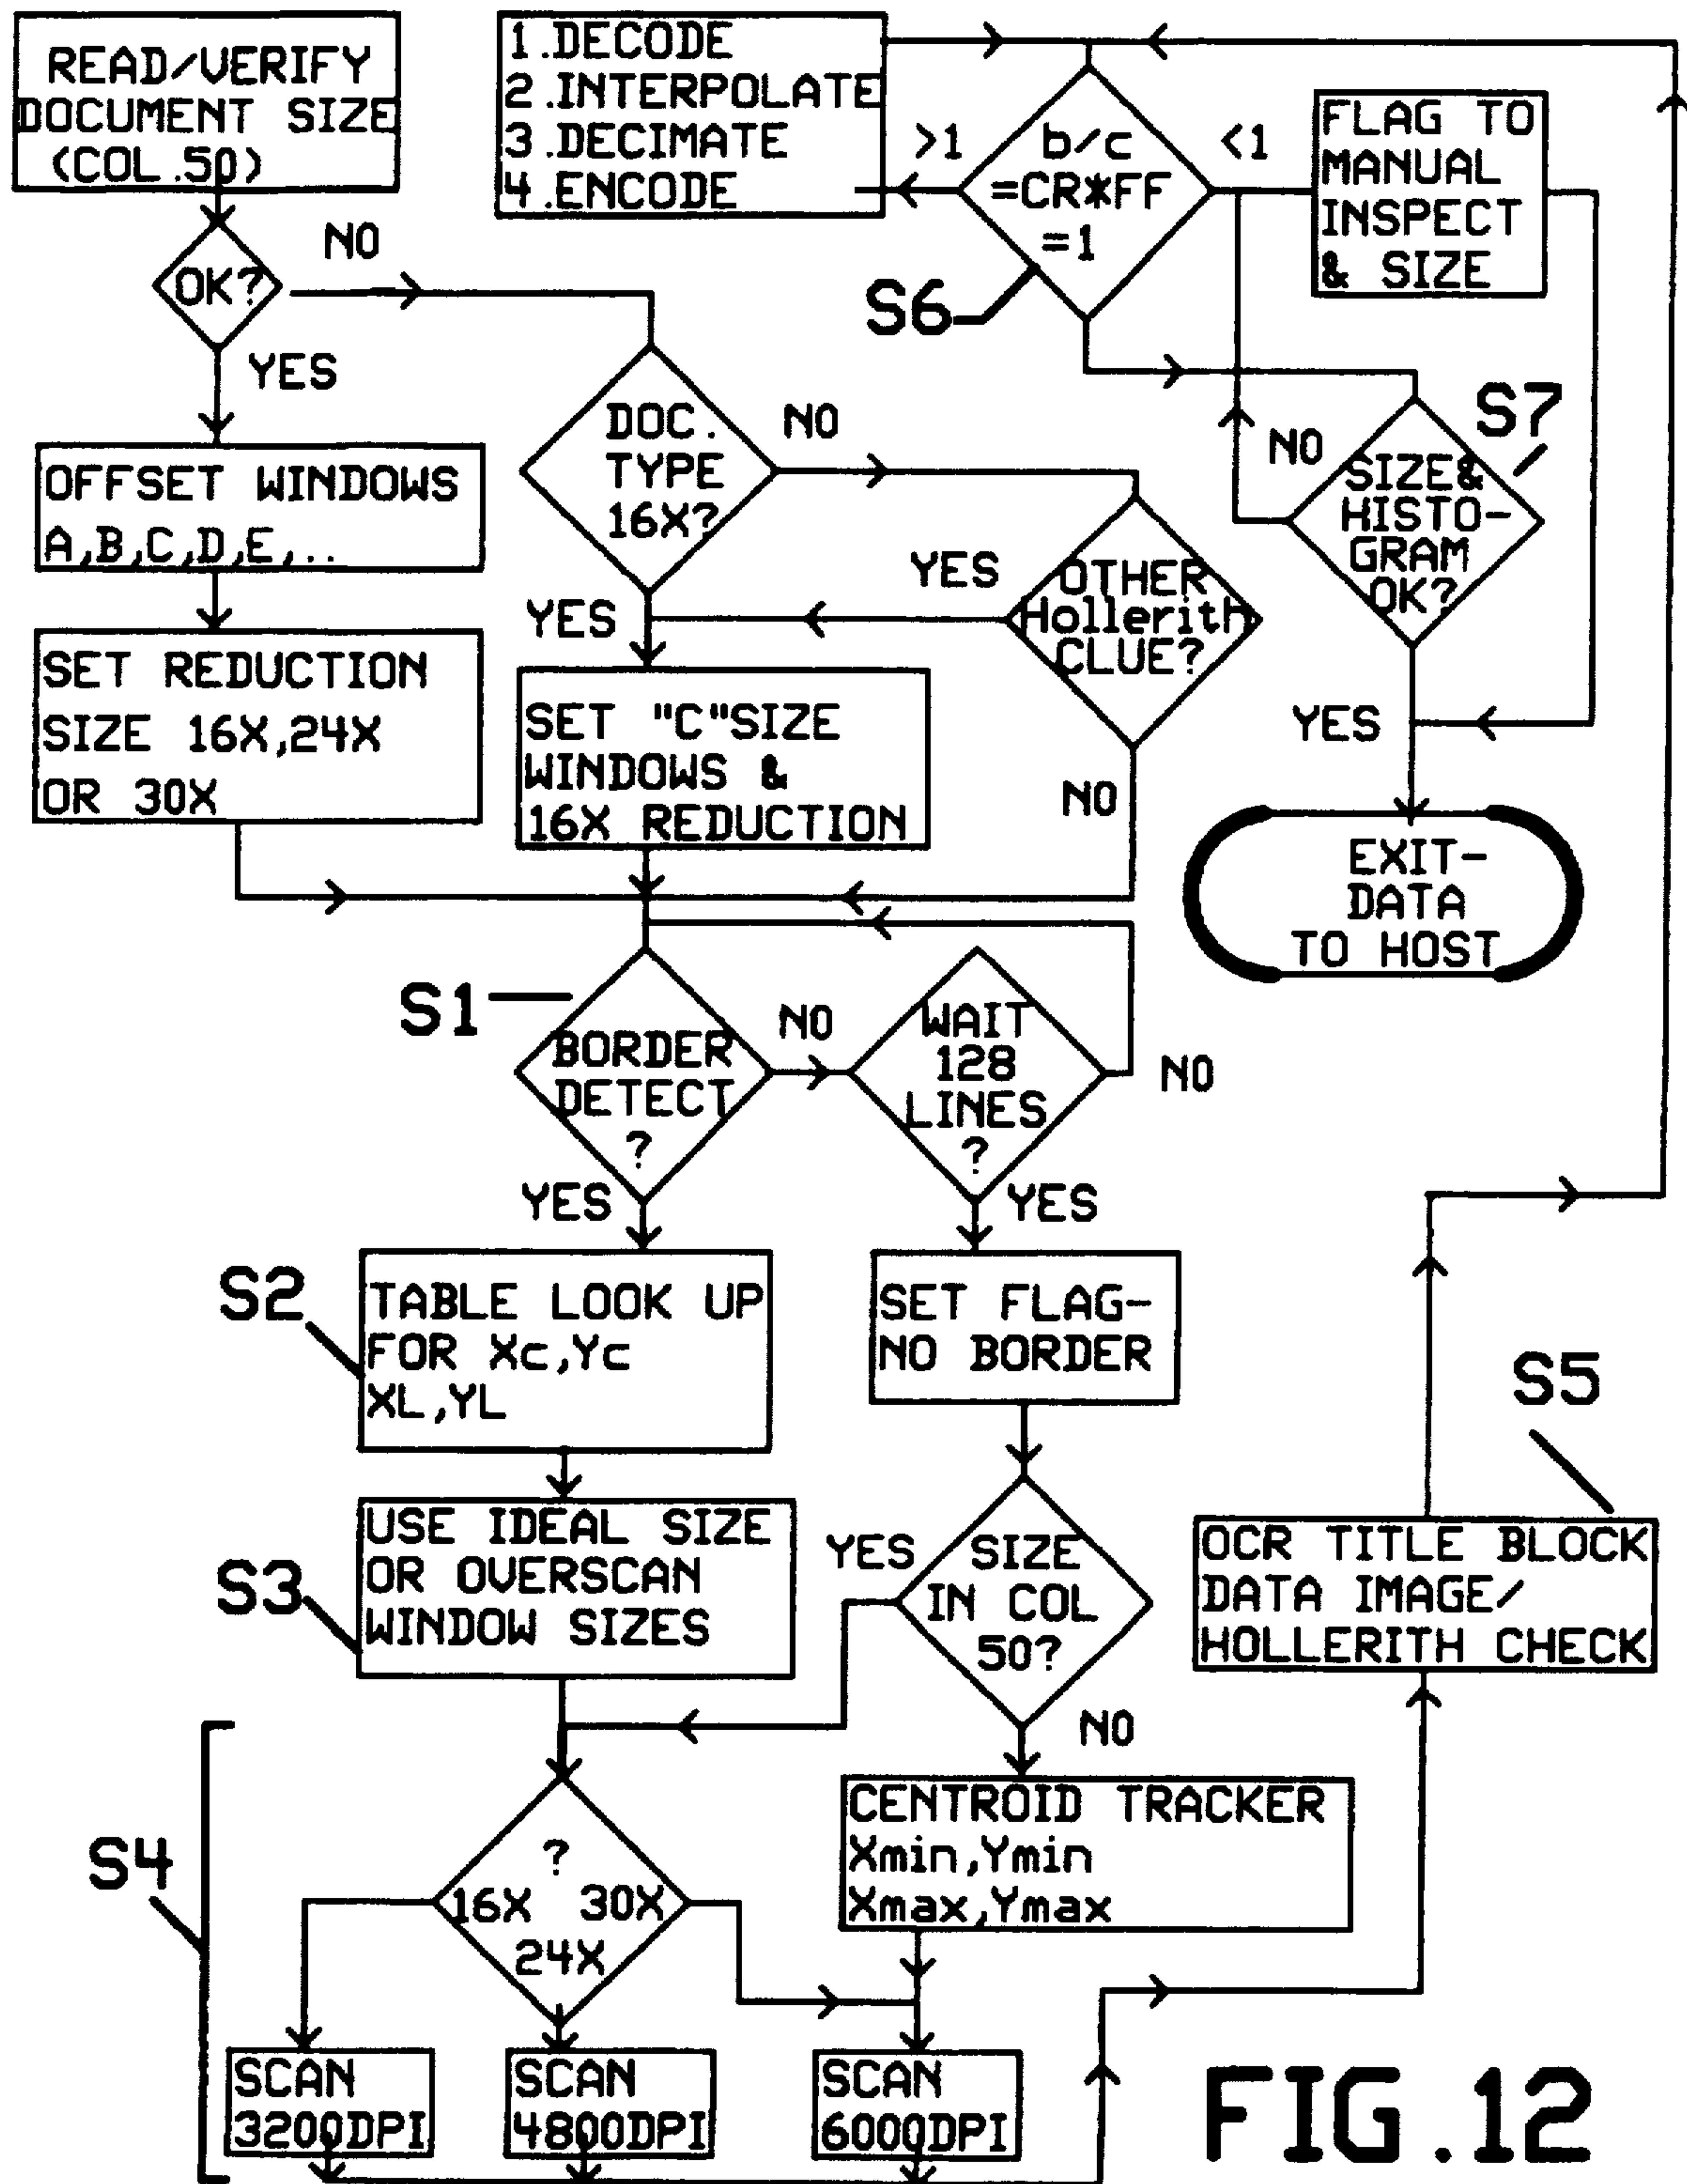 READ/VERIFY
DOCUMENT SIZE
(COL.50)
1.DECODE
2.INTERPOLATE
3.DECIMATE
4.ENCODE
>1
b/c
=CR*FF
=1
<1
FLAG TO
MANUAL
INSPECT
& SIZE
S6
OK?
NO
YES
OFFSET WINDOWS
A,B,C,D,E,..
DOC.
TYPE
16X?
NO
YES
S7
NO
SIZE&
HISTO-
GRAM
OK?
YES
YES
OTHER
Hollerith
CLUE?
NO
SET REDUCTION
SIZE 16X,24X
OR 30X
SET "C"SIZE
WINDOWS &
16X REDUCTION
EXIT-
DATA
TO HOST
S1
BORDER
DETECT
?
NO
YES
WAIT
128
LINES
?
NO
YES
S2
TABLE LOOK UP
FOR Xc,Yc
XL,YL
SET FLAG-
NO BORDER
S3
USE IDEAL SIZE
OR OVERSCAN
WINDOW SIZES
YES
SIZE
IN COL
50?
NO
S5
OCR TITLE BLOCK
DATA IMAGE/
HOLLERITH CHECK
S4
?
16X 30X
24X
CENTROID TRACKER
Xmin,Ymin
Xmax,Ymax
SCAN
3200DPI
SCAN
4800DPI
SCAN
6000DPI
FIG.12